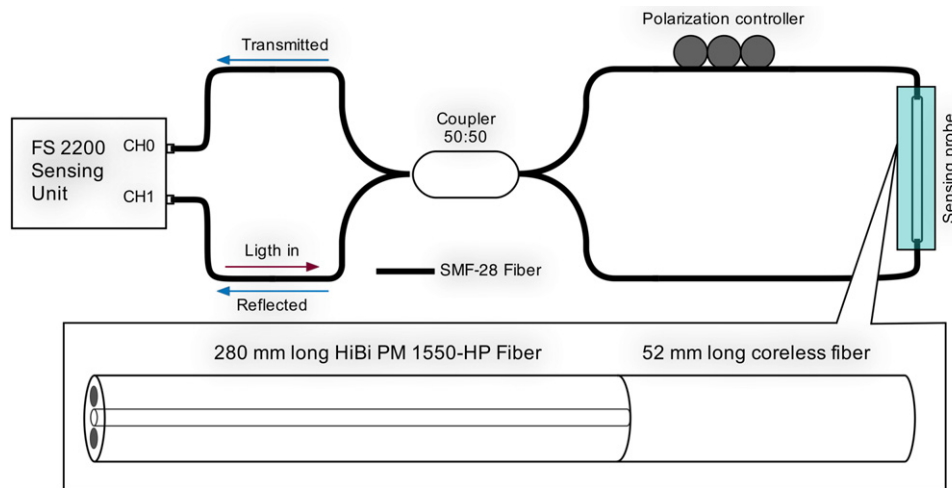 Polarization controller
Transmitted
Coupler
50:50
FS 2200
Sensing
Unit
CH0
CH1
Sensing probe
Ligth in
SMF-28 Fiber
Reflected
280 mm long HiBi PM 1550-HP Fiber
52 mm long coreless fiber